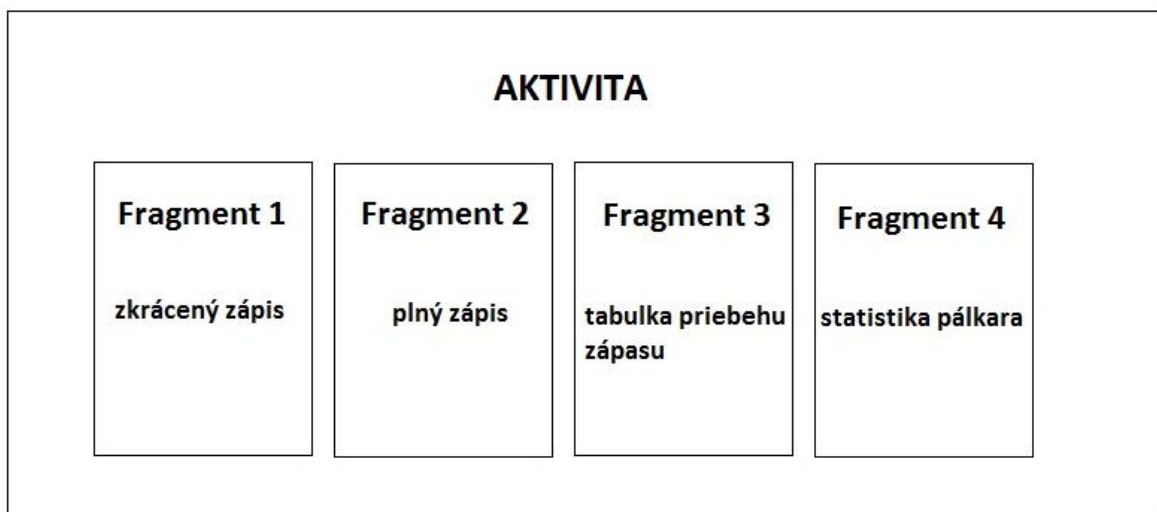 AKTIVITA
Fragment 1
zkrácený zápis
Fragment 2
plný zápis
Fragment 3
tabulka priebehu
zápasu
Fragment 4
statistika pálkara